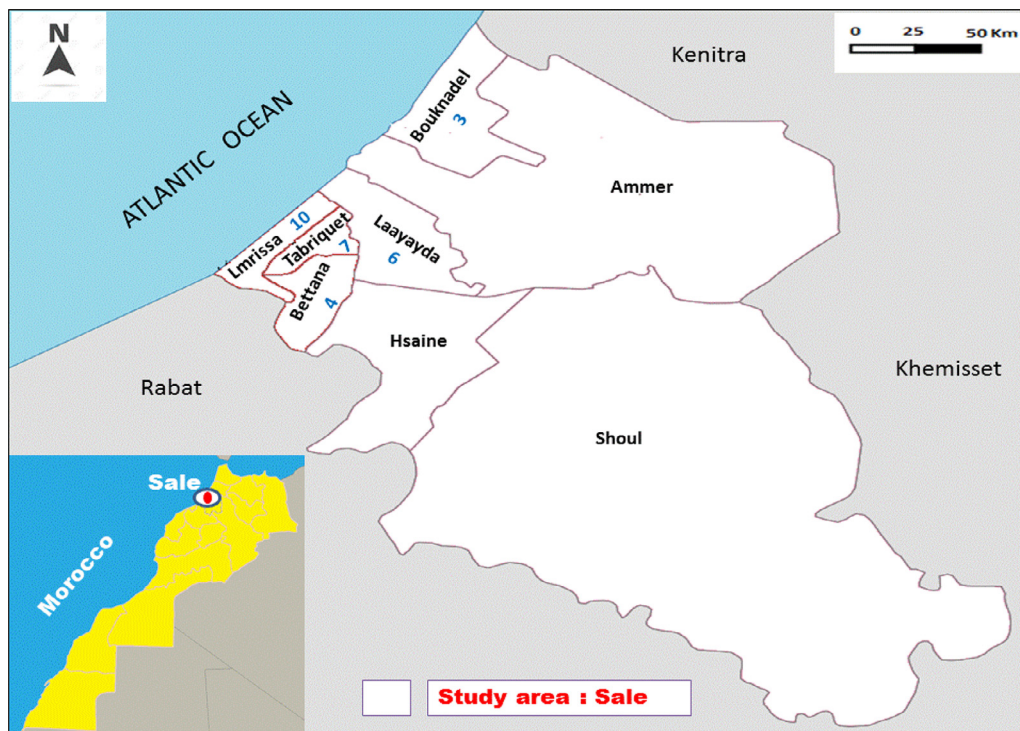 N
0 25 50 Km
Kenitra
ATLANTIC OCEAN
Bouknadel
3
Ammer
Lmrissa
10
Tabriquet
7
Laayayda
6
Bettana
4
Hsaine
Rabat
Khemisset
Shoul
Sale
Morocco
Study area : Sale